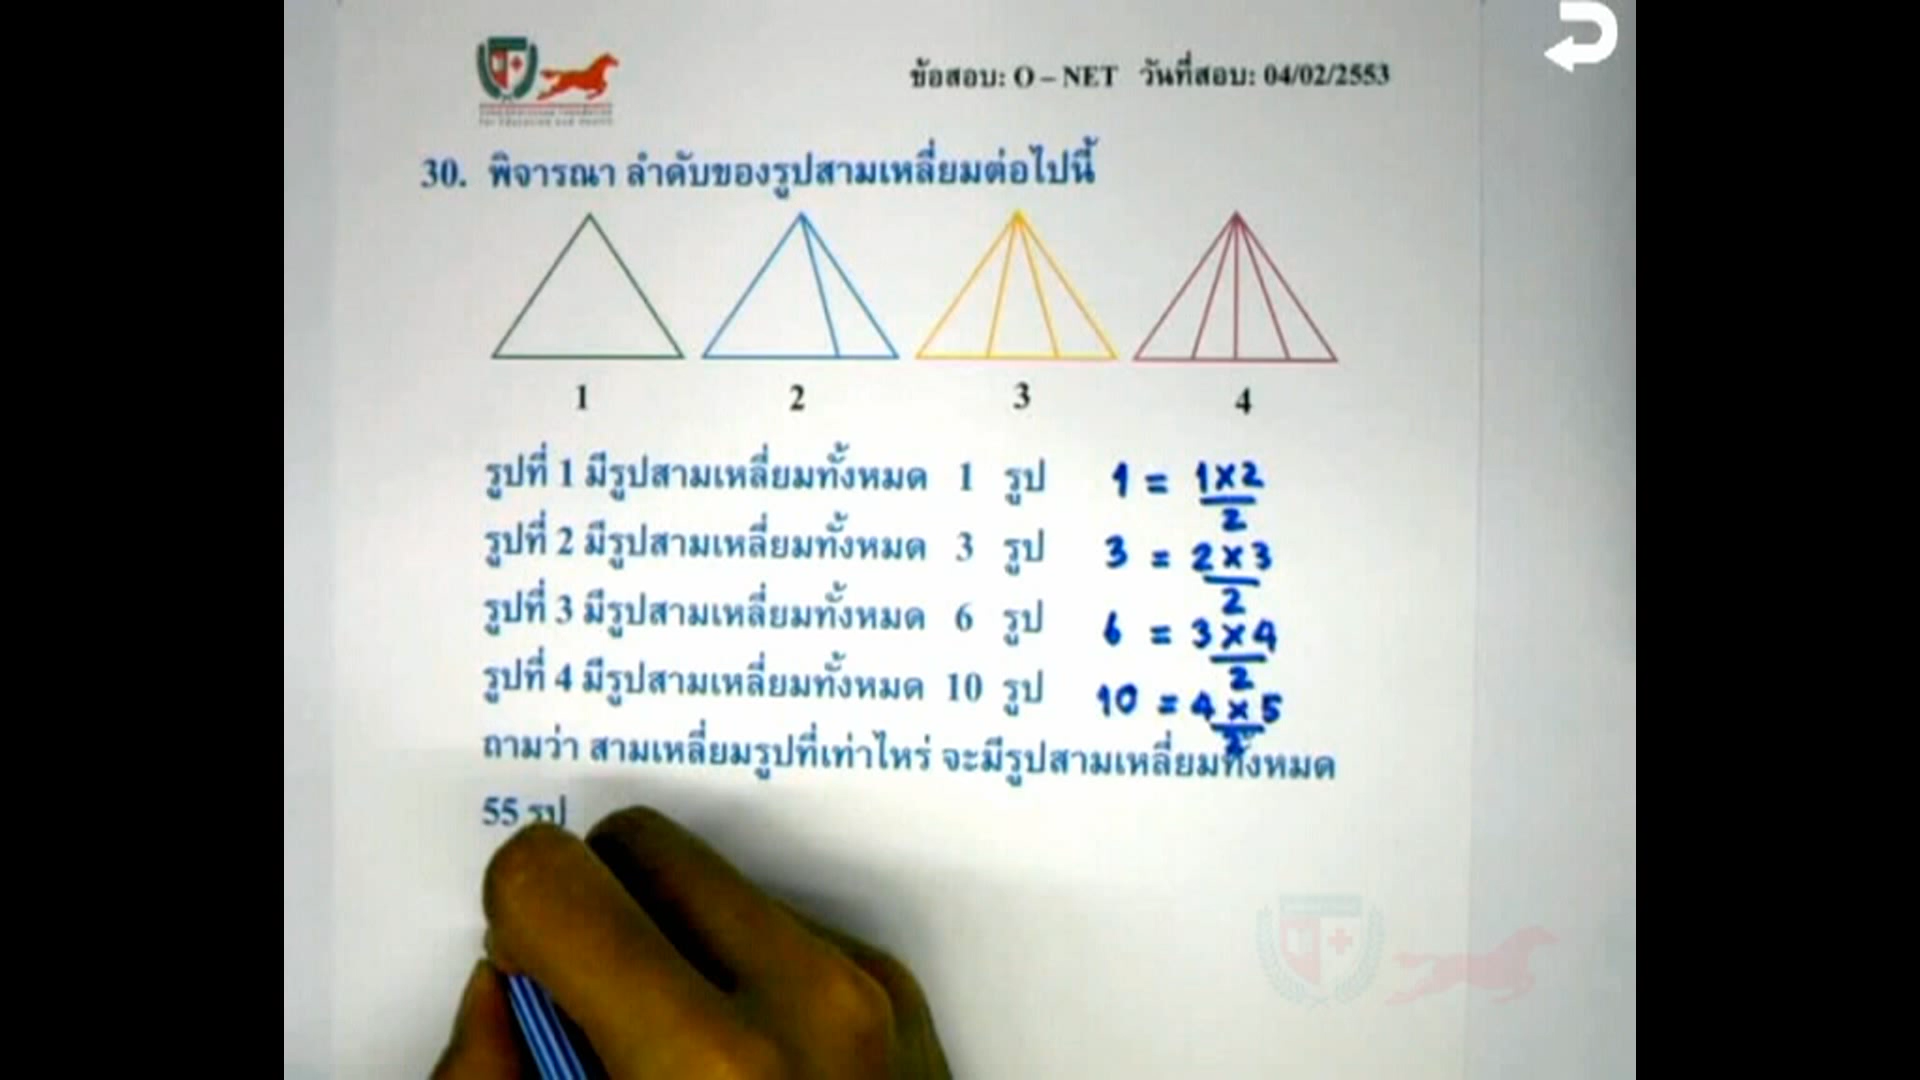 ข้อสอบ: O – NET วันที่สอบ: 04/02/2553
30. พิจารณา ลำดับของรูปสามเหลี่ยมต่อไปนี้
1 2 3 4
รูปที่ 1 มีรูปสามเหลี่ยมทั้งหมด 1 รูป 1 = 1×2
2
รูปที่ 2 มีรูปสามเหลี่ยมทั้งหมด 3 รูป 3 = 2×3
2
รูปที่ 3 มีรูปสามเหลี่ยมทั้งหมด 6 รูป 6 = 3×4
2
รูปที่ 4 มีรูปสามเหลี่ยมทั้งหมด 10 รูป 10 = 4×5
2
ถามว่า สามเหลี่ยมรูปที่เท่าไหร่ จะมีรูปสามเหลี่ยมทั้งหมด
55 รูป